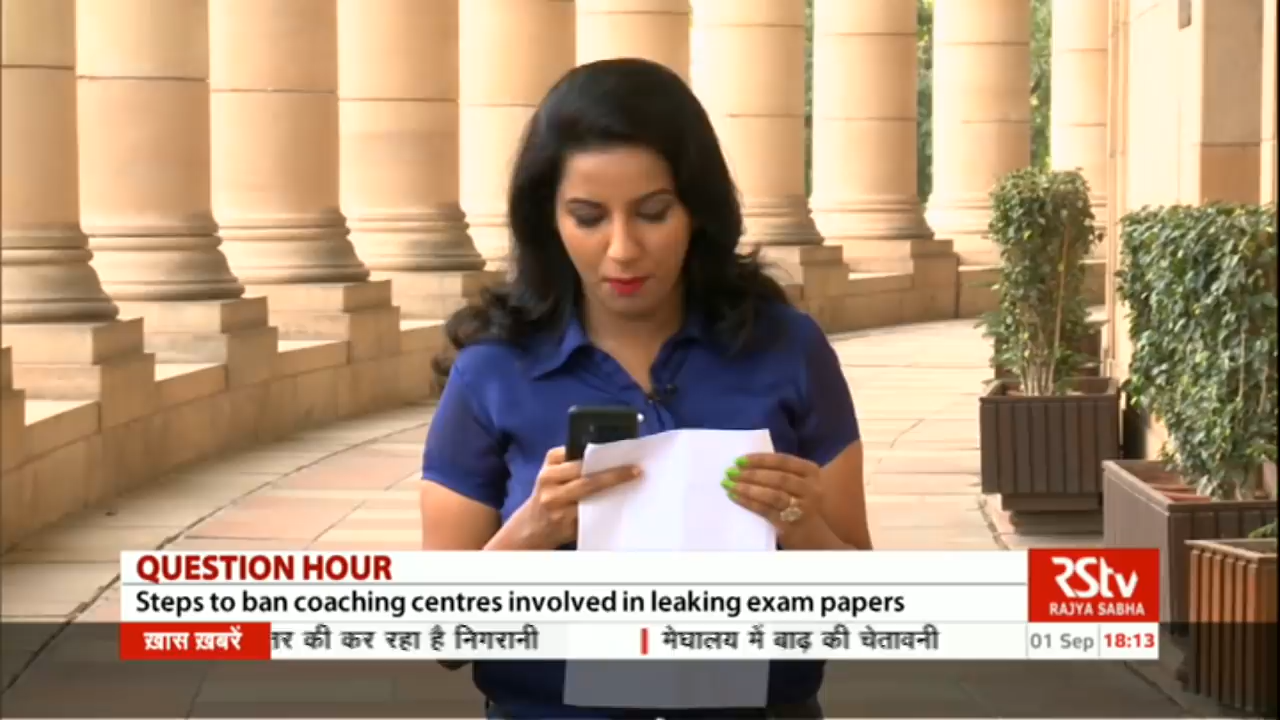 QUESTION HOUR
Steps to ban coaching centres involved in leaking exam papers
RStv
RAJYA SABHA
ख़ास ख़बरें
की कर रहा है निगरानी | मेघालय में बाढ़ की चेतावनी
01 Sep 18:13